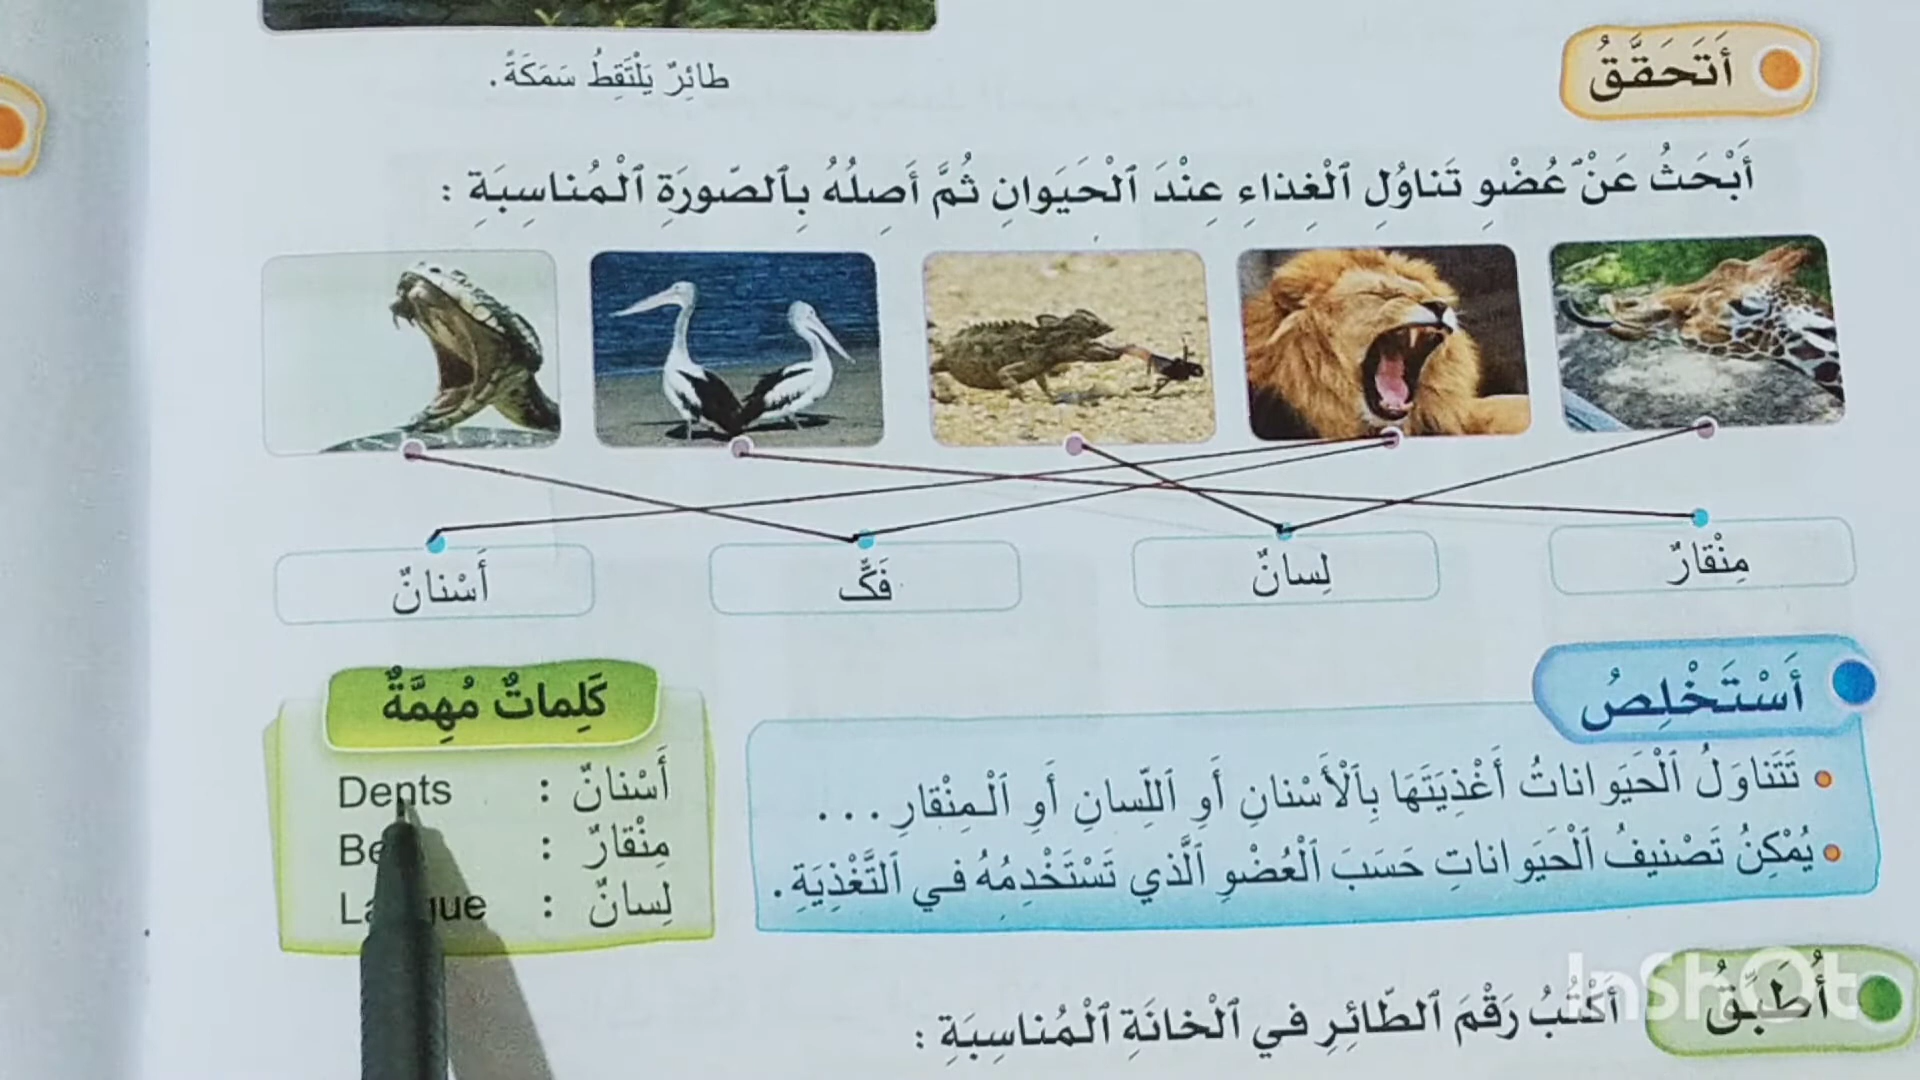 طائِرٌ يَلْتَقِطُ سَمَكَةً.
أَتَحَقَّقُ
أَبْحَثُ عَنْ عُضْوِ تَناوُلِ ٱلْغِذاءِ عِنْدَ ٱلْحَيَوانِ ثُمَّ أَصِلُهُ بِٱلصّورَةِ ٱلْمُناسِبَةِ :
مِنْقارٌ
لِسانٌ
فَكٌّ
أَسْنانٌ
أَسْتَخْلِصُ
تَتَناوَلُ ٱلْحَيَواناتُ أَغْذِيَتَهَا بِٱلْأَسْنانِ أَوِ ٱللِّسانِ أَوِ ٱلْمِنْقارِ...
يُمْكِنُ تَصْنيفُ ٱلْحَيَواناتِ حَسَبَ ٱلْعُضْوِ ٱلَّذي تَسْتَخْدِمُهُ في ٱلتَّغْذِيَةِ.
كَلِماتٌ مُهِمَّةٌ
أَسْنانٌ : Dents
مِنْقارٌ :
لِسانٌ :
أُطَبِّقُ
أَكْتُبُ رَقْمَ ٱلطّائِرِ في ٱلْخانَةِ ٱلْمُناسِبَةِ :
InShOt